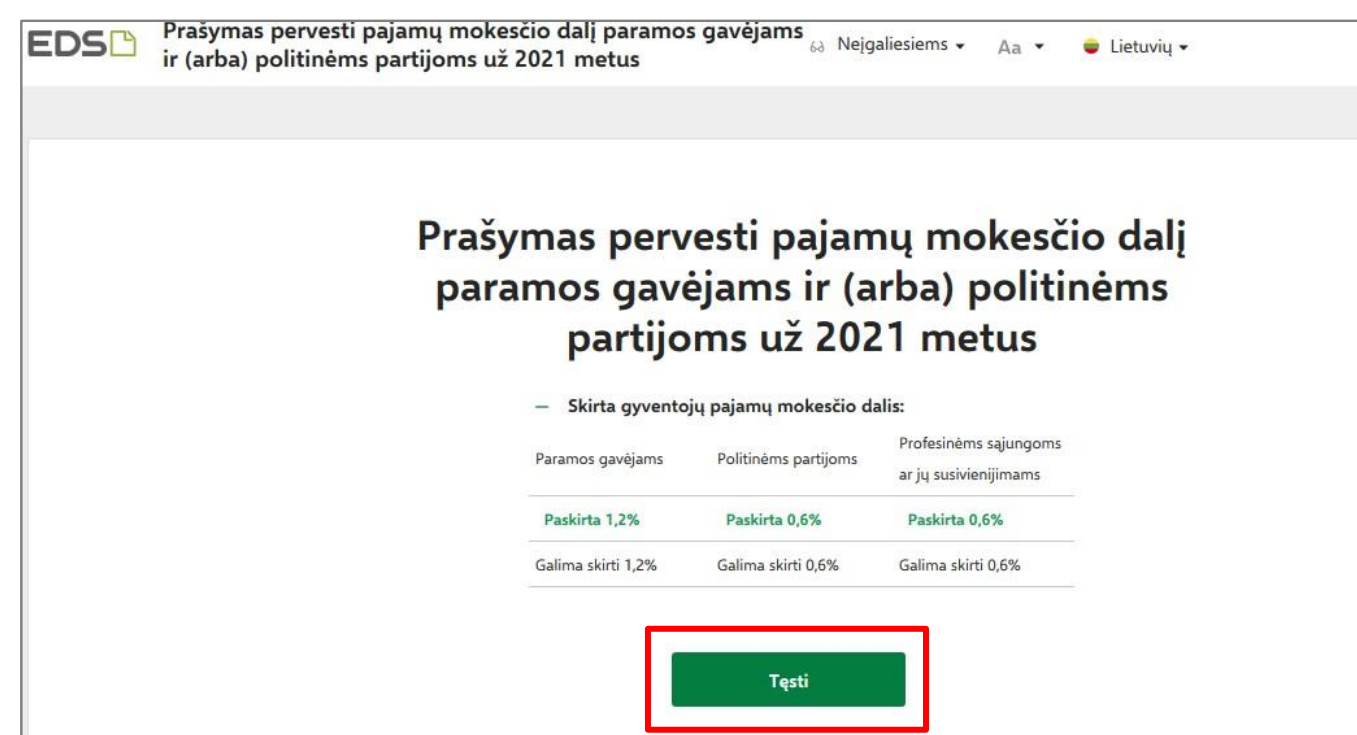 EDS
Prašymas pervesti pajamų mokesčio dalį paramos gavėjams
ir (arba) politinėms partijoms už 2021 metus
Neįgaliesiems
Aa
Lietuvių
Prašymas pervesti pajamų mokesčio dalį
paramos gavėjams ir (arba) politinėms
partijoms už 2021 metus
– Skirta gyventojų pajamų mokesčio dalis:
Paramos gavėjams
Politinėms partijoms
Profesinėms sąjungoms
ar jų susivienijimams
Paskirta 1,2% Paskirta 0,6% Paskirta 0,6%
Galima skirti 1,2% Galima skirti 0,6% Galima skirti 0,6%
Tęsti